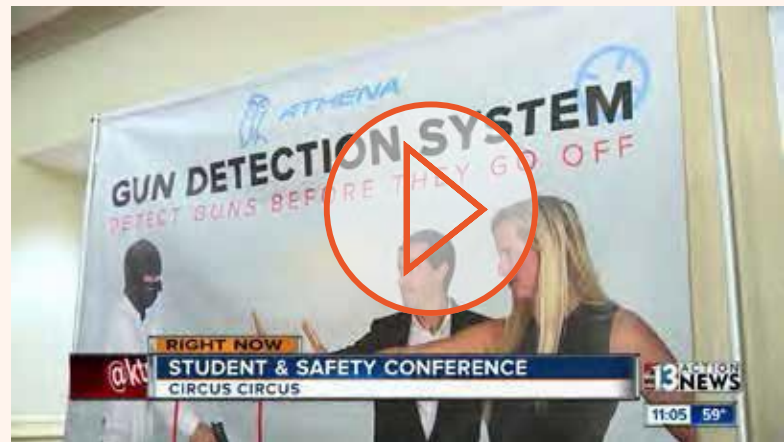 ATHENA
GUN DETECTION SYSTEM
DETECT GUNS BEFORE THEY GO OFF
RIGHT NOW
@kt
STUDENT & SAFETY CONFERENCE
CIRCUS CIRCUS
13 ACTION NEWS
11:05 59°